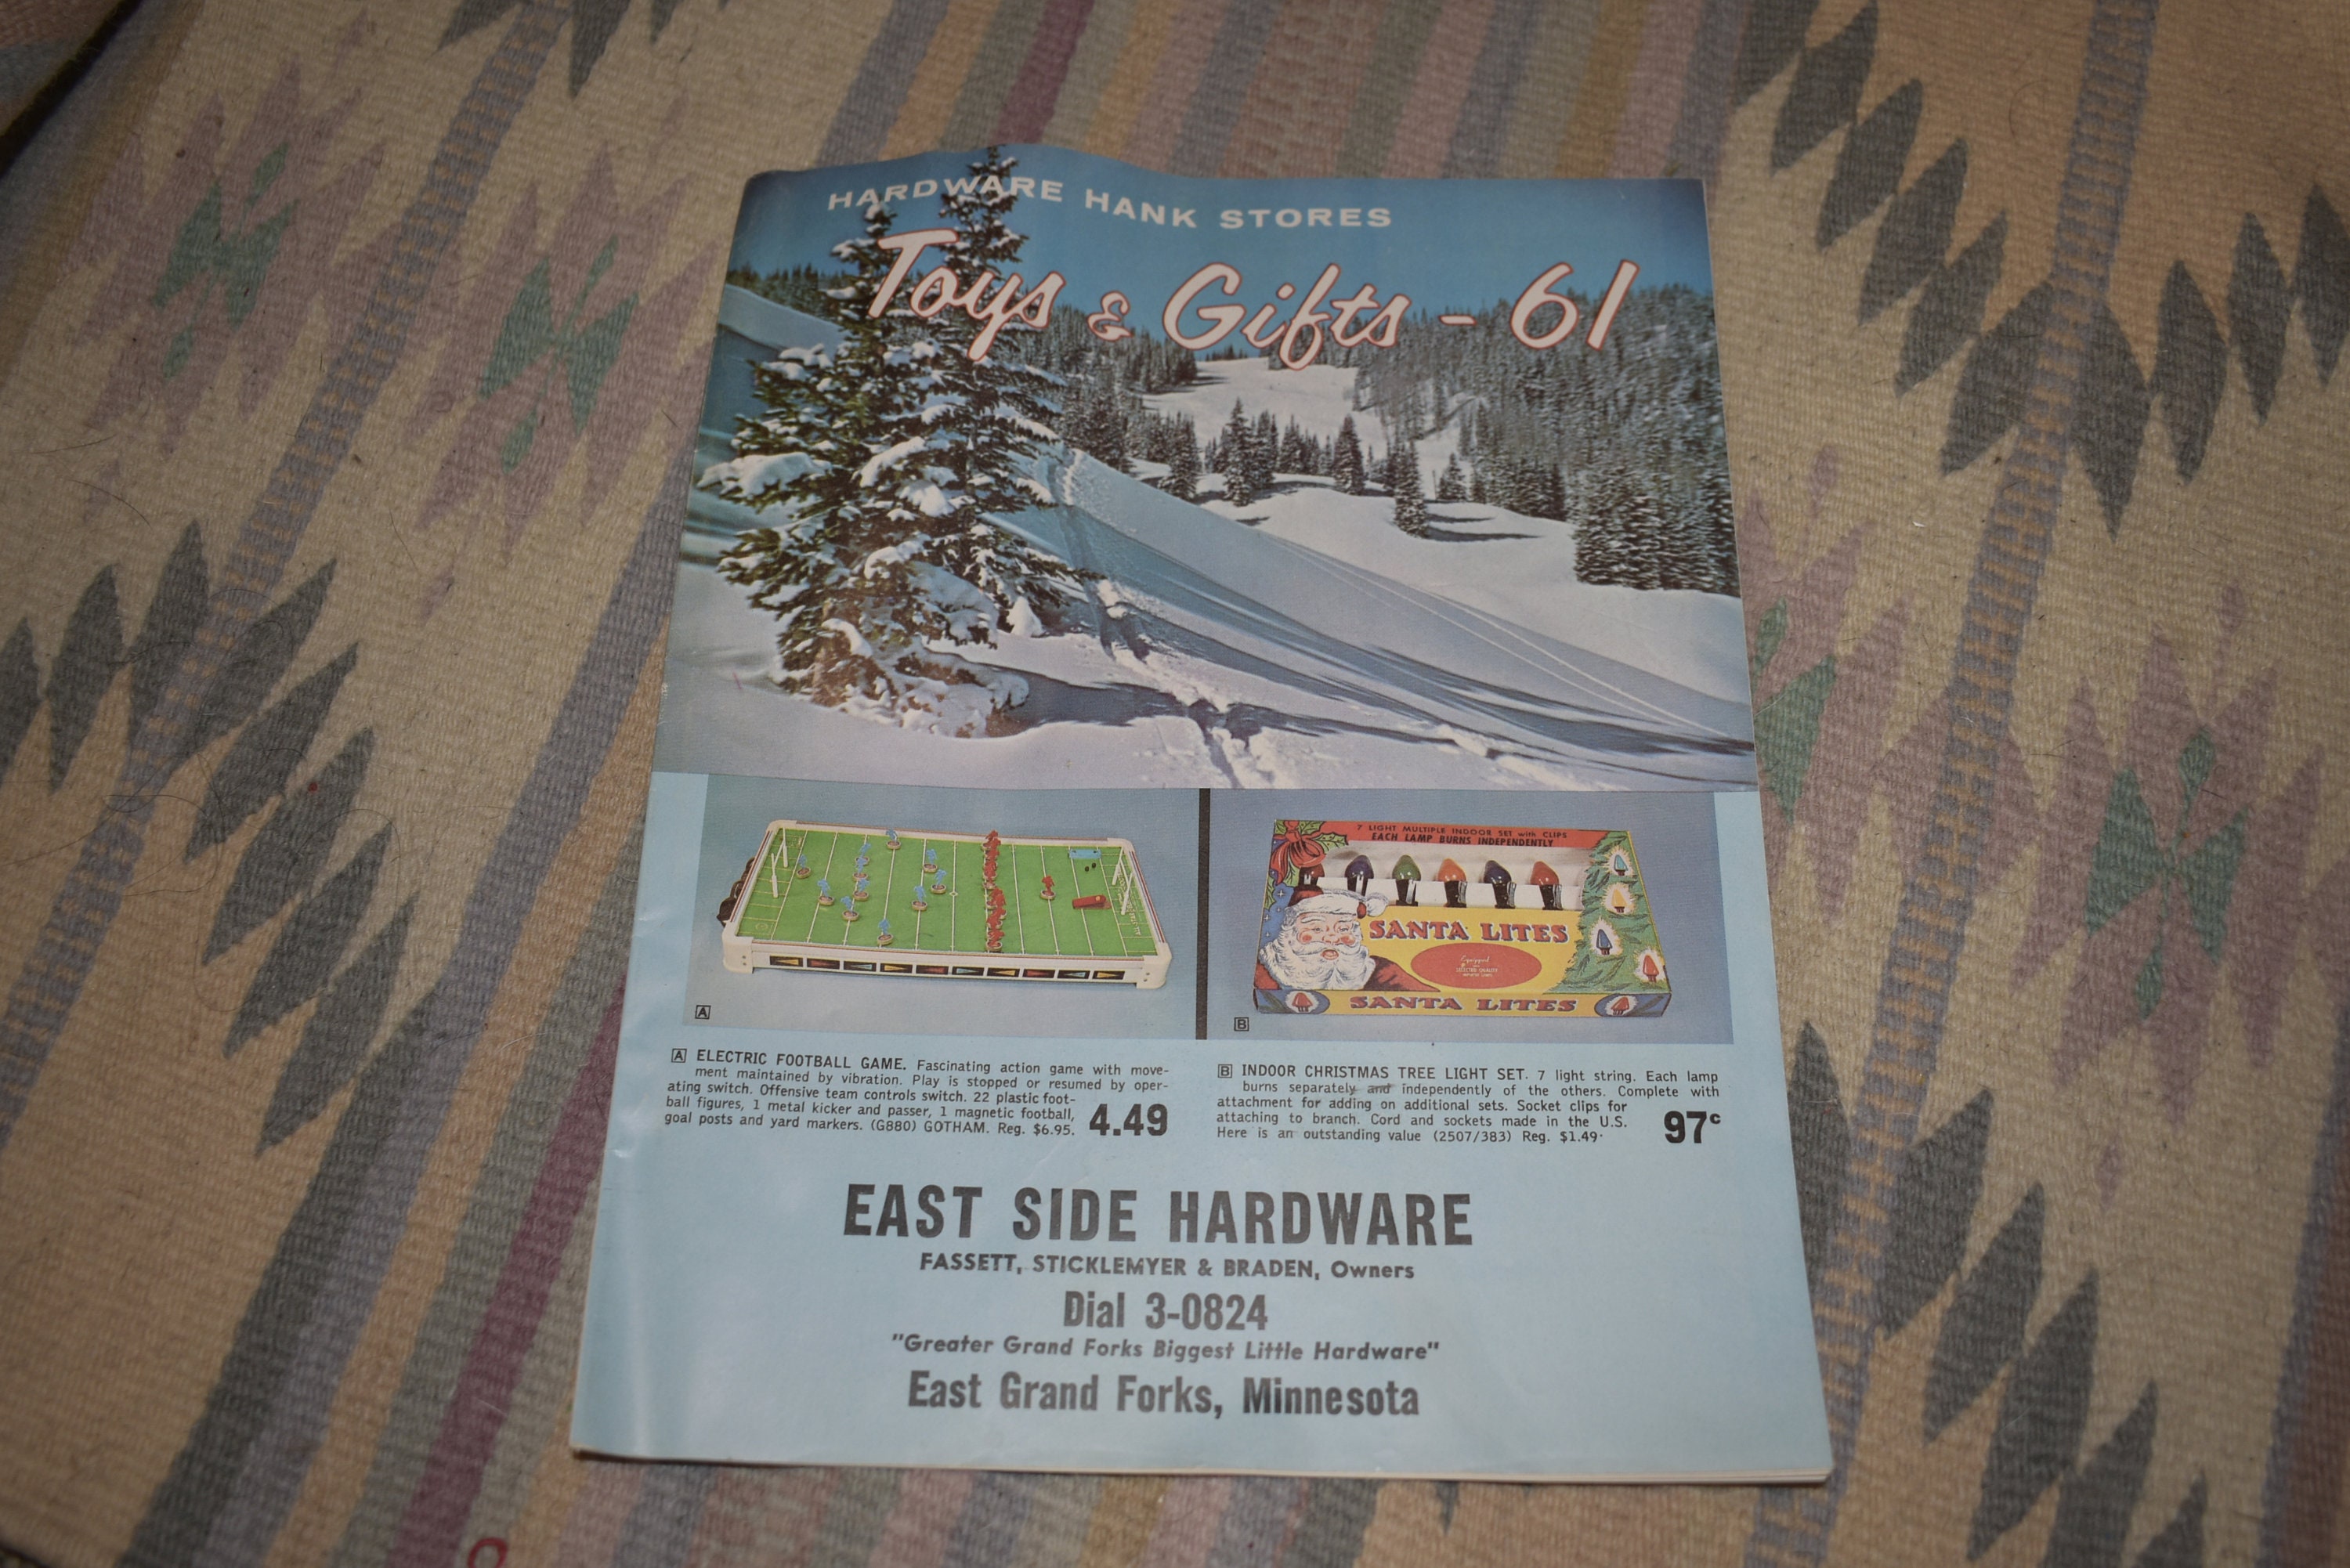 HARDWARE HANK STORES
Toys & Gifts - 61
7 LIGHT MULTIPLE INDOOR SET with CLIPS
EACH LAMP BURNS INDEPENDENTLY
SANTA LITES
Equipped
SANTA LITES
A
B
A ELECTRIC FOOTBALL GAME. Fascinating action game with move-
ment maintained by vibration. Play is stopped or resumed by oper-
ating switch. Offensive team controls switch. 22 plastic foot-
ball figures, 1 metal kicker and passer, 1 magnetic football,
goal posts and yard markers. (G880) GOTHAM. Reg. $6.95.
4.49
B INDOOR CHRISTMAS TREE LIGHT SET. 7 light string. Each lamp
burns separately and independently of the others. Complete with
attachment for adding on additional sets. Socket clips for
attaching to branch. Cord and sockets made in the U.S.
Here is an outstanding value (2507/383) Reg. $1.49.
97c
EAST SIDE HARDWARE
FASSETT, STICKLEMYER & BRADEN, Owners
Dial 3-0824
"Greater Grand Forks Biggest Little Hardware"
East Grand Forks, Minnesota